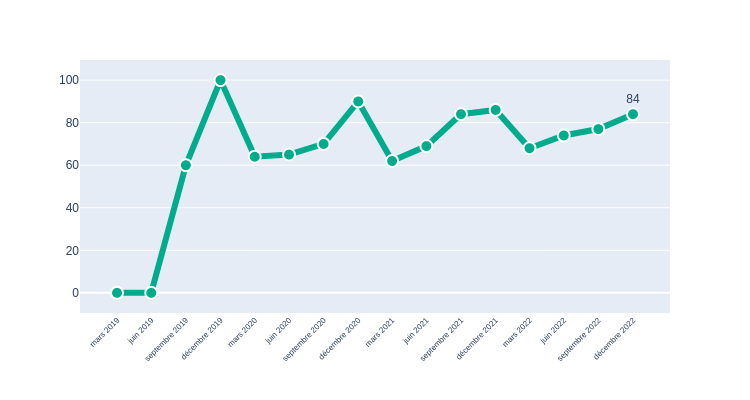 100
80
60
40
20
0
84
mars 2019
juin 2019
septembre 2019
décembre 2019
mars 2020
juin 2020
septembre 2020
décembre 2020
mars 2021
juin 2021
septembre 2021
décembre 2021
mars 2022
juin 2022
septembre 2022
décembre 2022